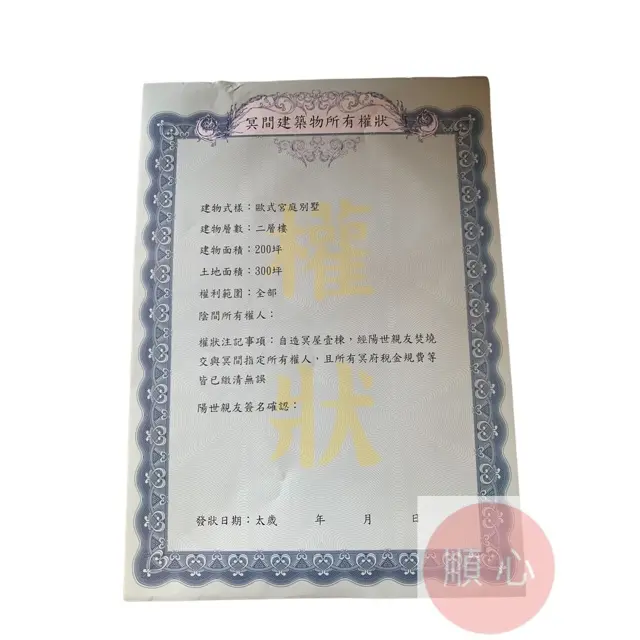 冥間建築物所有權狀
建物式樣：歐式宮庭別墅
建物層數：二層樓
建物面積：200坪
土地面積：300坪
權利範圍：全部
陰間所有權人：
權狀注記事項：自造冥屋壹棟，經陽世親友焚燒
交與冥間指定所有權人，且所有冥府稅金規費等
皆已繳清無誤
陽世親友簽名確認：
權
狀
發狀日期：太歲 年 月 日
心